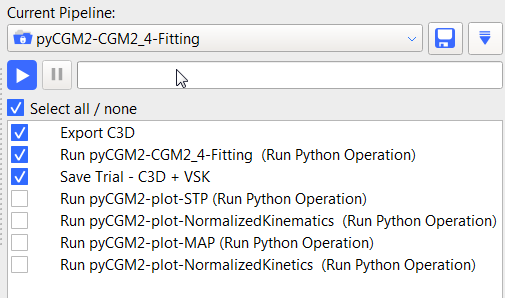 Current Pipeline:
pyCGM2-CGM2_4-Fitting
Select all / none
Export C3D
Run pyCGM2-CGM2_4-Fitting  (Run Python Operation)
Save Trial - C3D + VSK
Run pyCGM2-plot-STP (Run Python Operation)
Run pyCGM2-plot-NormalizedKinematics  (Run Python Operation)
Run pyCGM2-plot-MAP (Run Python Operation)
Run pyCGM2-plot-NormalizedKinetics  (Run Python Operation)